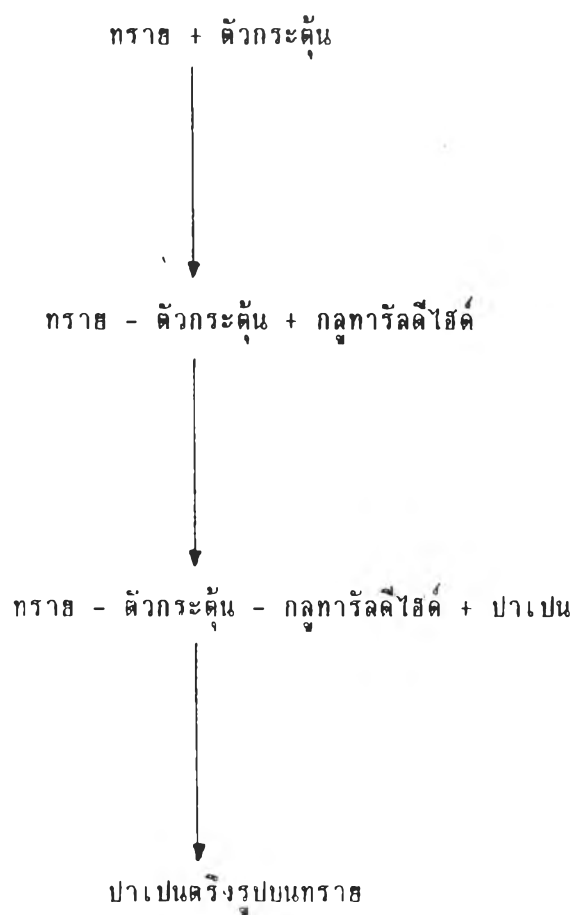 ทราย + ตัวกระตุ้น
ทราย - ตัวกระตุ้น + กลูทารัลดีไฮด์
ทราย - ตัวกระตุ้น - กลูทารัลดีไฮด์ + ปาเปน
ปาเปนตรึงรูปบนทราย